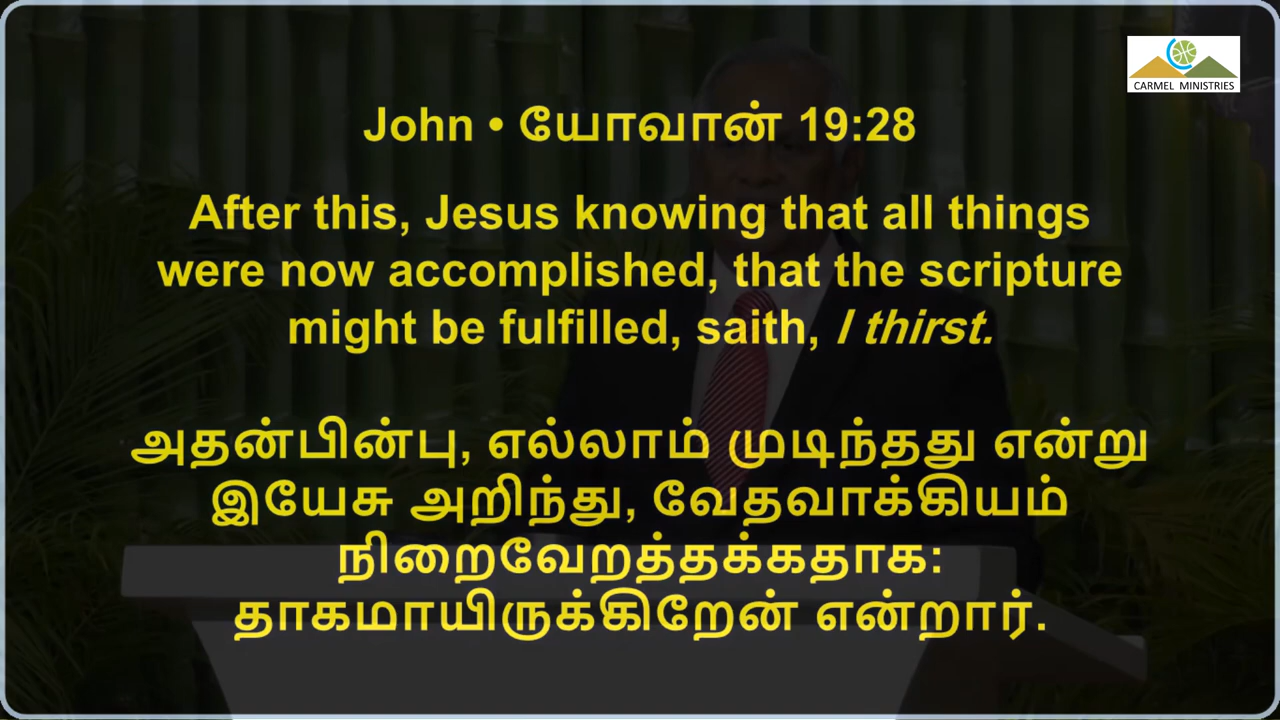 CARMEL MINISTRIES
John • யோவான் 19:28
After this, Jesus knowing that all things
were now accomplished, that the scripture
might be fulfilled, saith, I thirst.
அதன்பின்பு, எல்லாம் முடிந்தது என்று
இயேசு அறிந்து, வேதவாக்கியம்
நிறைவேறத்தக்கதாக:
தாகமாயிருக்கிறேன் என்றார்.